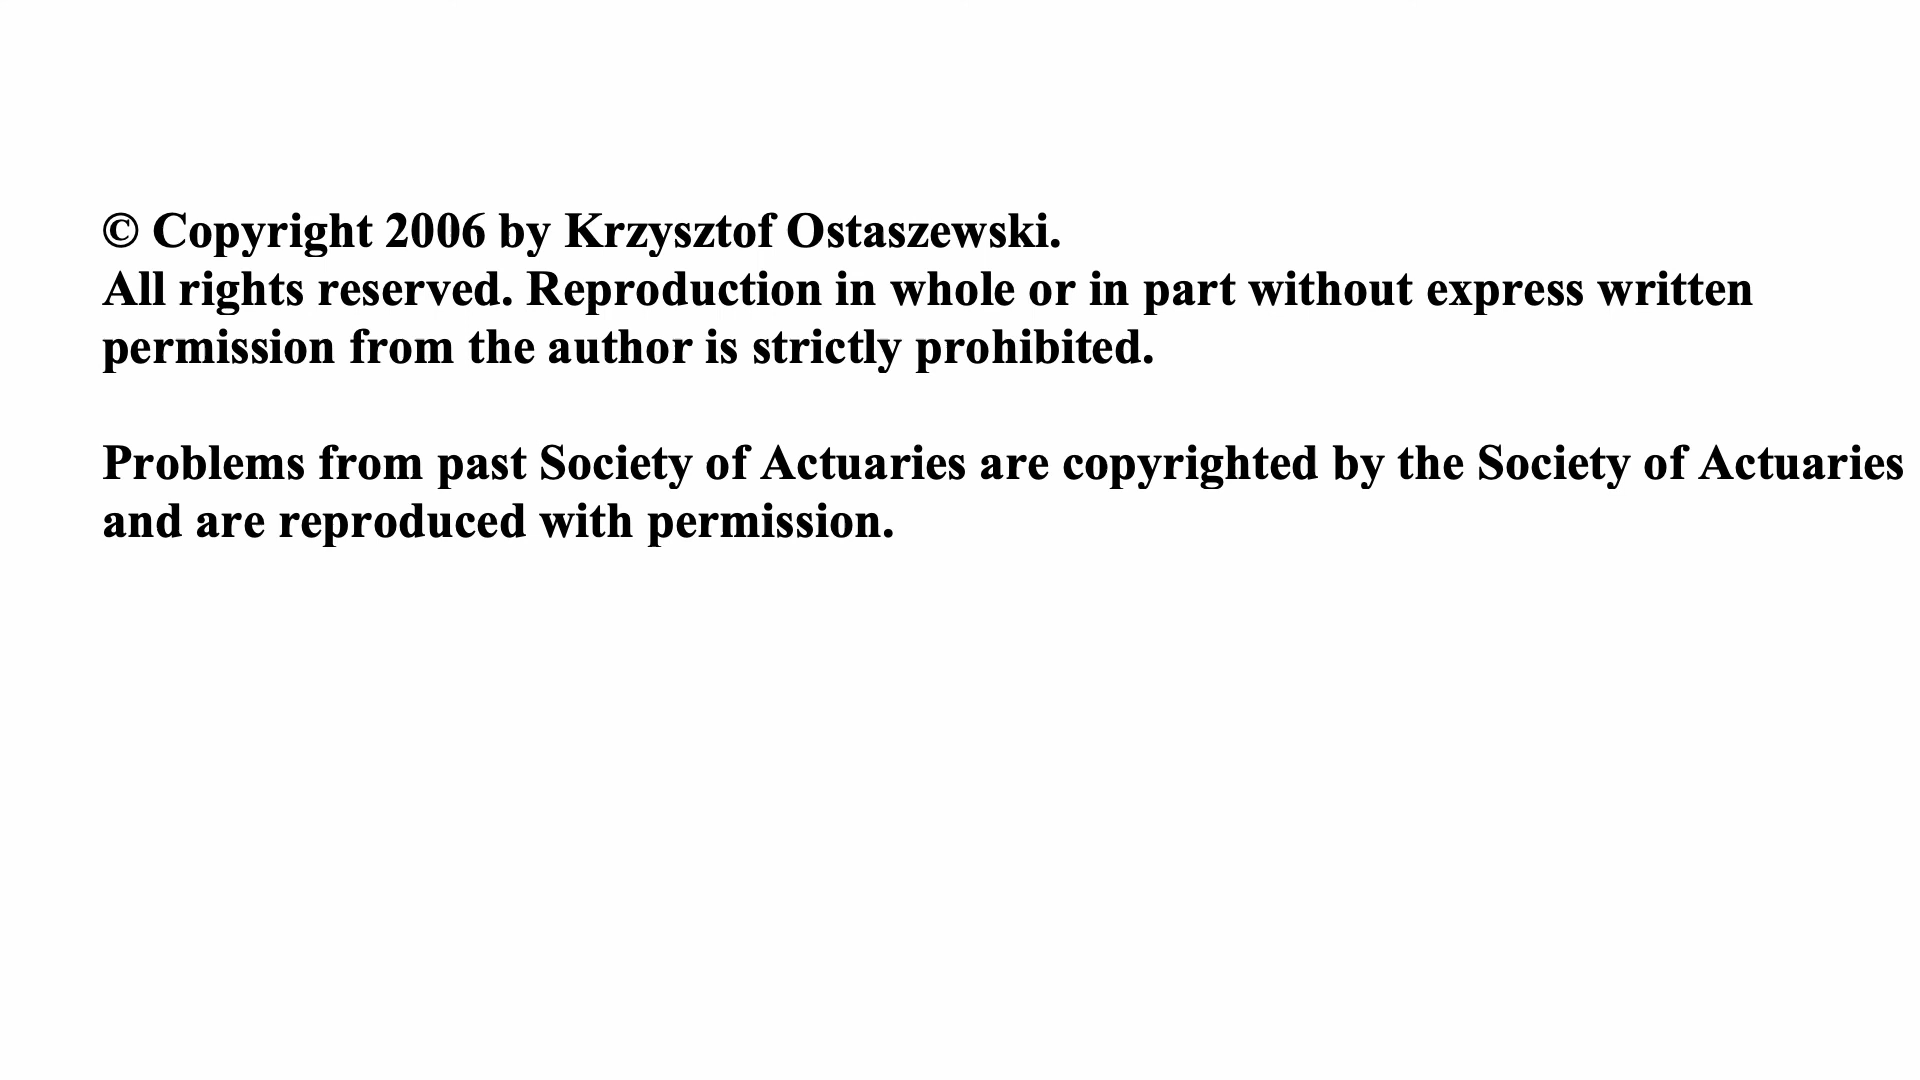 © Copyright 2006 by Krzysztof Ostaszewski.
All rights reserved. Reproduction in whole or in part without express written
permission from the author is strictly prohibited.
Problems from past Society of Actuaries are copyrighted by the Society of Actuaries
and are reproduced with permission.